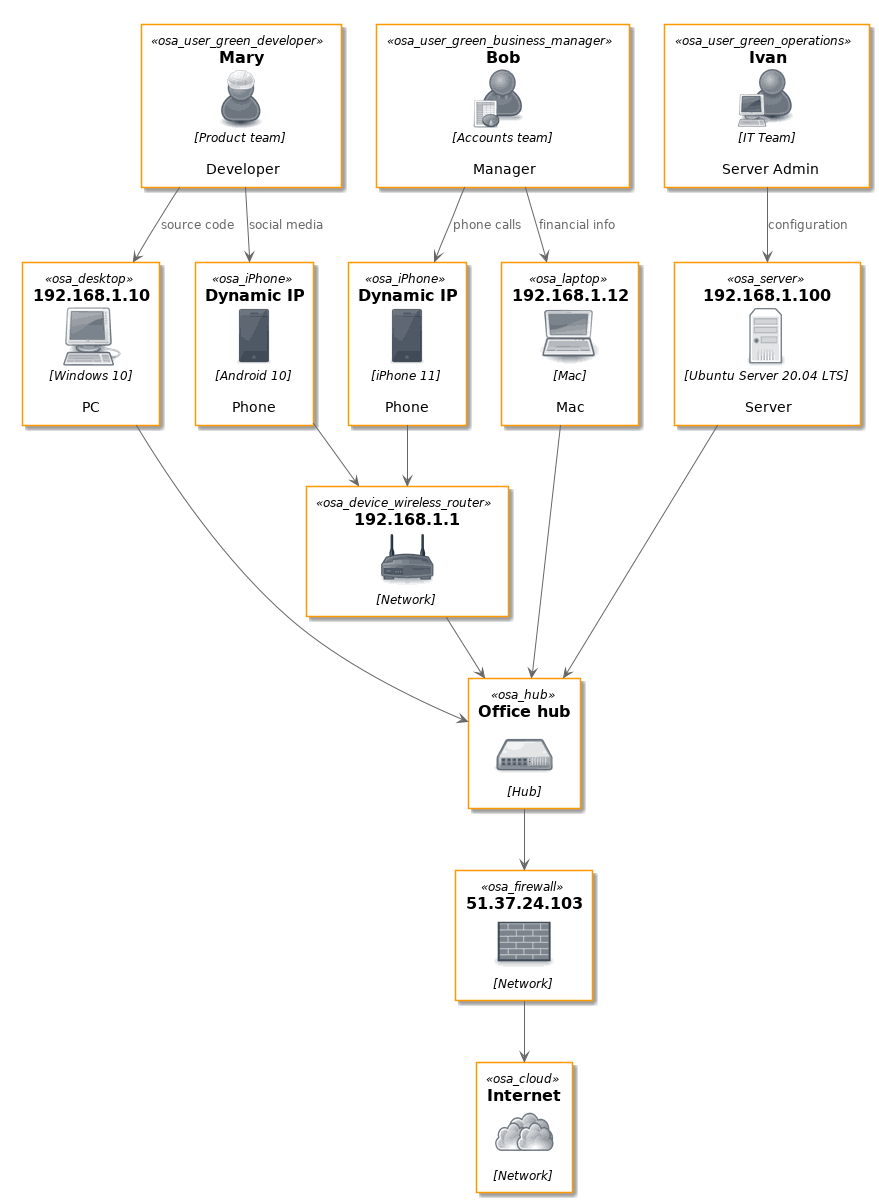 «osa_user_green_developer»
Mary
[Product team]
Developer
«osa_user_green_business_manager»
Bob
[Accounts team]
Manager
«osa_user_green_operations»
Ivan
[IT Team]
Server Admin
source code
social media
phone calls
financial info
configuration
«osa_desktop»
192.168.1.10
[Windows 10]
PC
«osa_iPhone»
Dynamic IP
[Android 10]
Phone
«osa_iPhone»
Dynamic IP
[iPhone 11]
Phone
«osa_laptop»
192.168.1.12
[Mac]
Mac
«osa_server»
192.168.1.100
[Ubuntu Server 20.04 LTS]
Server
«osa_device_wireless_router»
192.168.1.1
[Network]
«osa_hub»
Office hub
[Hub]
«osa_firewall»
51.37.24.103
[Network]
«osa_cloud»
Internet
[Network]